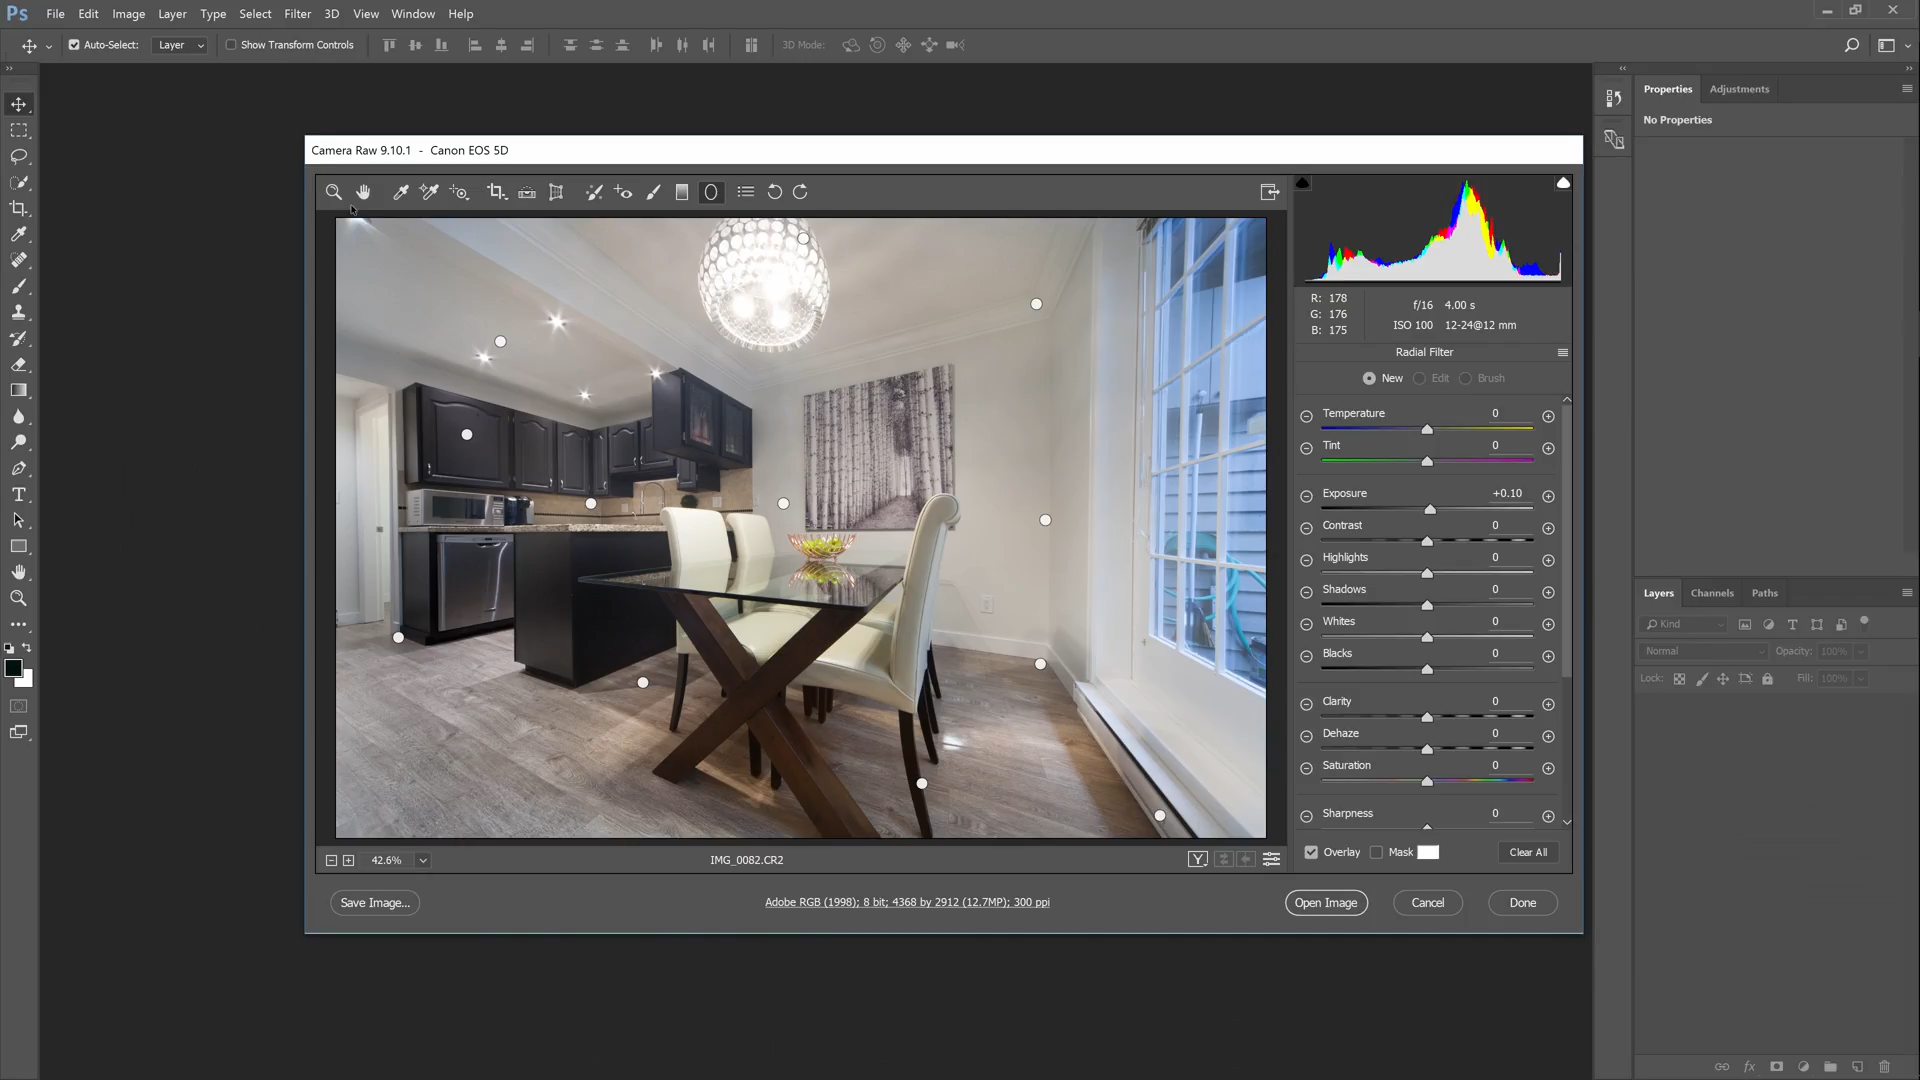 Ps File Edit Image Layer Type Select Filter 3D View Window Help
Auto-Select: Layer Show Transform Controls 3D Mode:
Camera Raw 9.10.1 - Canon EOS 5D
R: 178
G: 176
B: 175
f/16 4.00 s
ISO 100 12-24@12 mm
Radial Filter
New Edit Brush
Temperature 0
Tint 0
Exposure +0.10
Contrast 0
Highlights 0
Shadows 0
Whites 0
Blacks 0
Clarity 0
Dehaze 0
Saturation 0
Sharpness 0
Overlay Mask Clear All
42.6% IMG_0082.CR2 Y
Save Image... Adobe RGB (1998); 8 bit; 4368 by 2912 (12.7MP); 300 ppi Open Image Cancel Done
Properties Adjustments
No Properties
Layers Channels Paths
Kind
Normal Opacity: 100%
Lock: Fill: 100%
fx